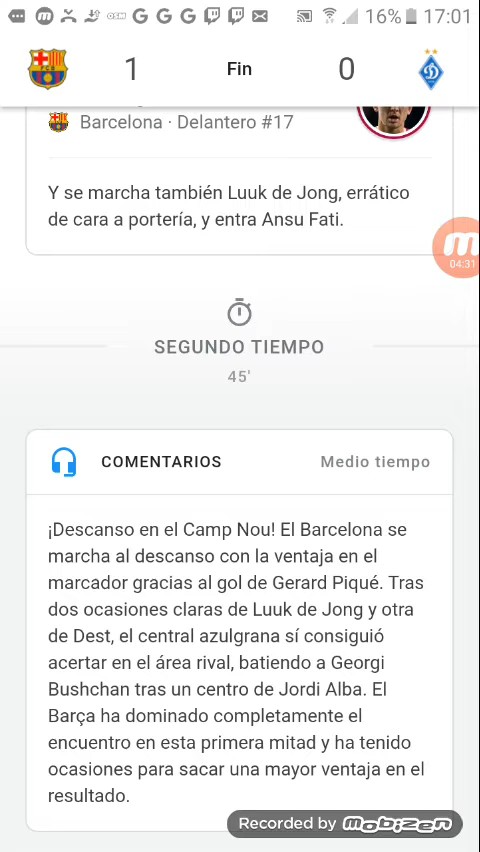 16% 17:01
1 Fin 0
Barcelona · Delantero #17
Y se marcha también Luuk de Jong, errático
de cara a portería, y entra Ansu Fati.
04:31
SEGUNDO TIEMPO
45'
COMENTARIOS Medio tiempo
¡Descanso en el Camp Nou! El Barcelona se
marcha al descanso con la ventaja en el
marcador gracias al gol de Gerard Piqué. Tras
dos ocasiones claras de Luuk de Jong y otra
de Dest, el central azulgrana sí consiguió
acertar en el área rival, batiendo a Georgi
Bushchan tras un centro de Jordi Alba. El
Barça ha dominado completamente el
encuentro en esta primera mitad y ha tenido
ocasiones para sacar una mayor ventaja en el
resultado.
Recorded by mobizen